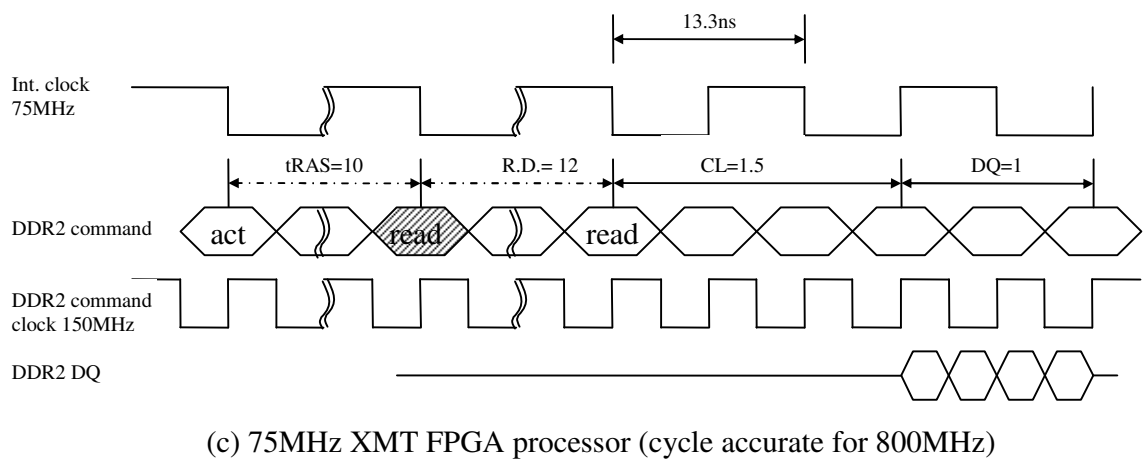 13.3ns
Int. clock
75MHz
tRAS=10
R.D.= 12
CL=1.5
DQ=1
DDR2 command
act
read
read
DDR2 command
clock 150MHz
DDR2 DQ
(c) 75MHz XMT FPGA processor (cycle accurate for 800MHz)